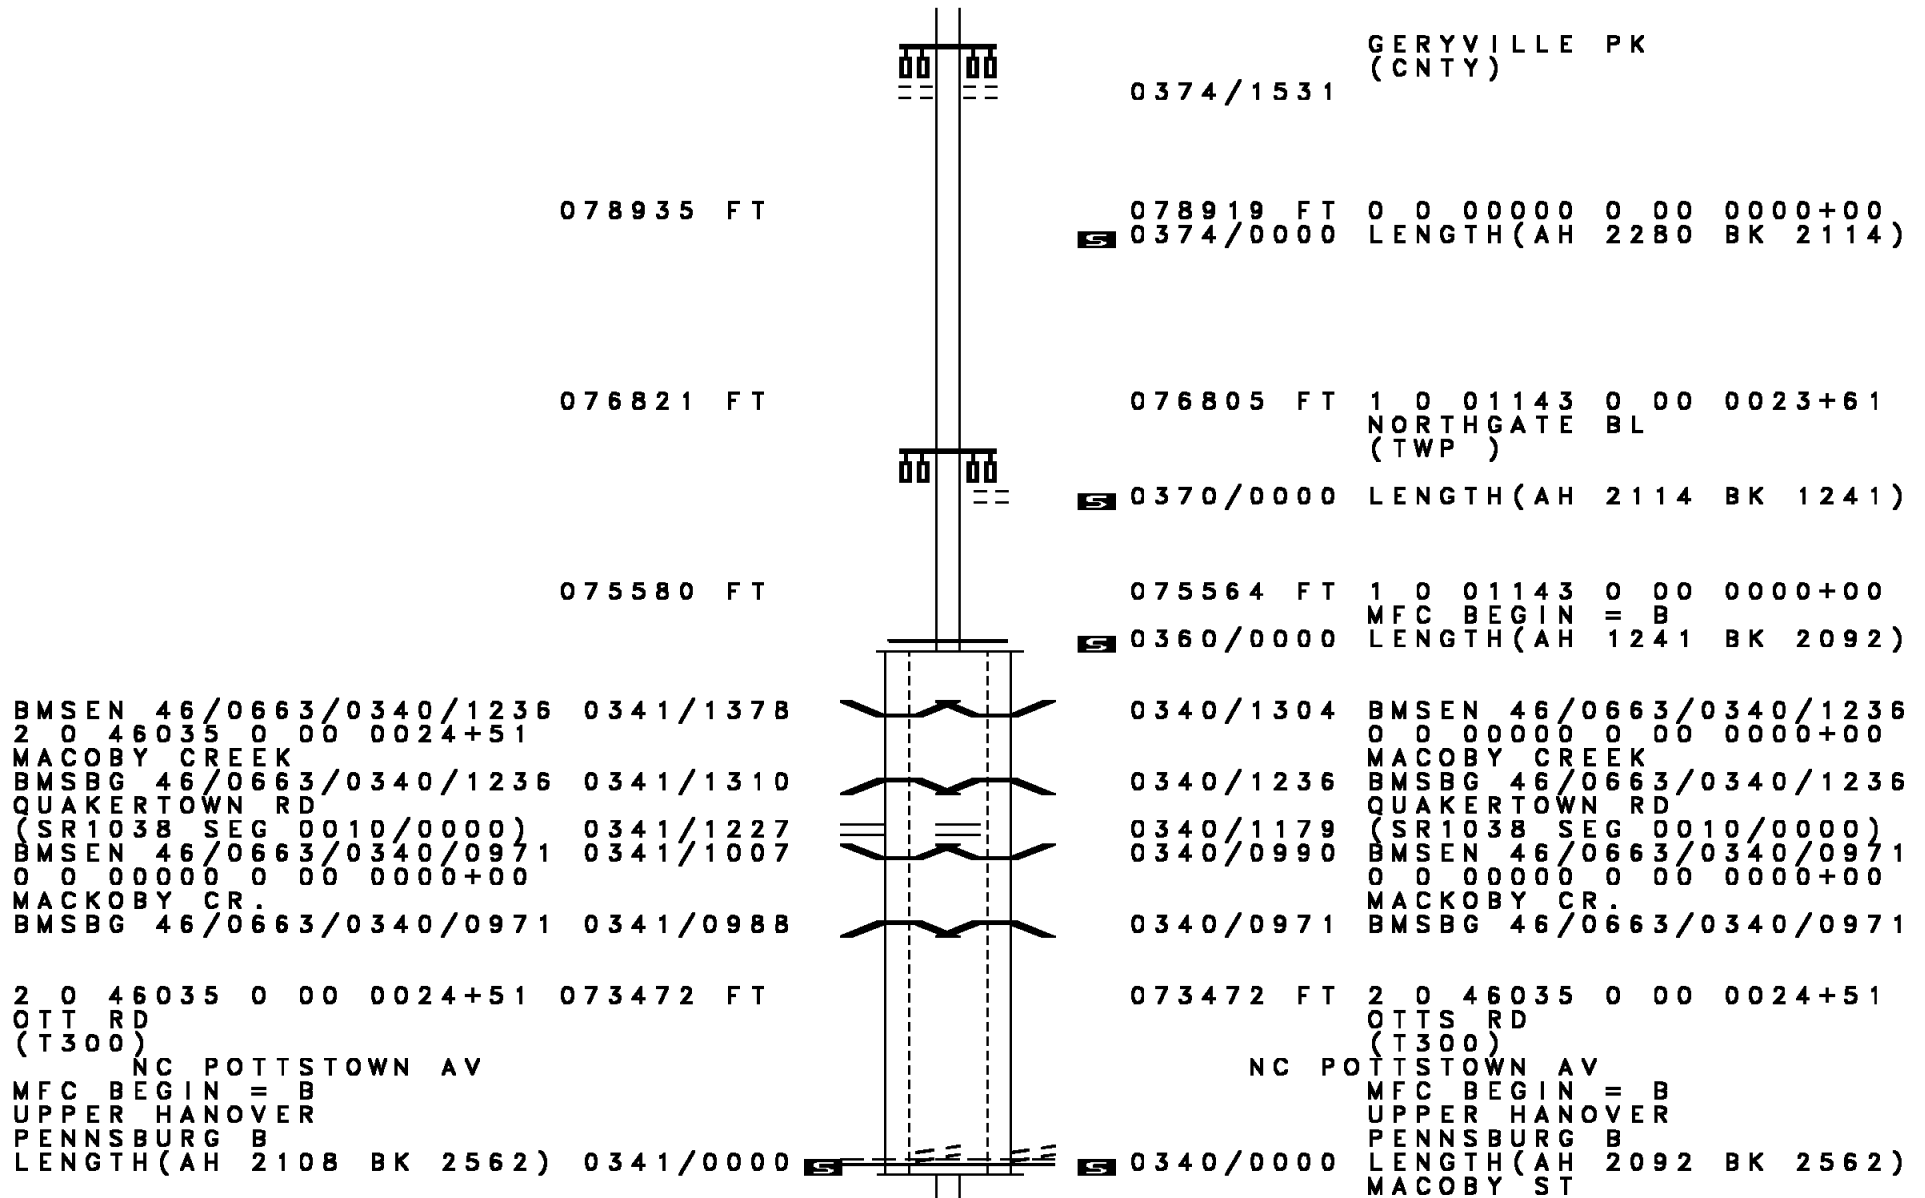 GERYVILLE PK
(CNTY)
0374/1531
078935 FT 078919 FT 0 0 00000 0 00 0000+00
S 0374/0000 LENGTH(AH 2280 BK 2114)
076821 FT 076805 FT 1 0 01143 0 00 0023+61
NORTHGATE BL
(TWP )
S 0370/0000 LENGTH(AH 2114 BK 1241)
075580 FT 075564 FT 1 0 01143 0 00 0000+00
MFC BEGIN = B
S 0360/0000 LENGTH(AH 1241 BK 2092)
BMSEN 46/0663/0340/1236 0341/1378 0340/1304 BMSEN 46/0663/0340/1236
2 0 46035 0 00 0024+51 0 0 00000 0 00 0000+00
MACOBY CREEK MACOBY CREEK
BMSBG 46/0663/0340/1236 0341/1310 0340/1236 BMSBG 46/0663/0340/1236
QUAKERTOWN RD QUAKERTOWN RD
(SR1038 SEG 0010/0000) 0341/1227 0340/1179 (SR1038 SEG 0010/0000)
BMSEN 46/0663/0340/0971 0341/1007 0340/0990 BMSEN 46/0663/0340/0971
0 0 00000 0 00 0000+00 0 0 00000 0 00 0000+00
MACKOBY CR. MACKOBY CR.
BMSBG 46/0663/0340/0971 0341/0988 0340/0971 BMSBG 46/0663/0340/0971
2 0 46035 0 00 0024+51 073472 FT 073472 FT 2 0 46035 0 00 0024+51
OTT RD OTTS RD
(T300) (T300)
NC POTTSTOWN AV NC POTTSTOWN AV
MFC BEGIN = B MFC BEGIN = B
UPPER HANOVER UPPER HANOVER
PENNSBURG B PENNSBURG B
LENGTH(AH 2108 BK 2562) 0341/0000 S S 0340/0000 LENGTH(AH 2092 BK 2562)
MACOBY ST